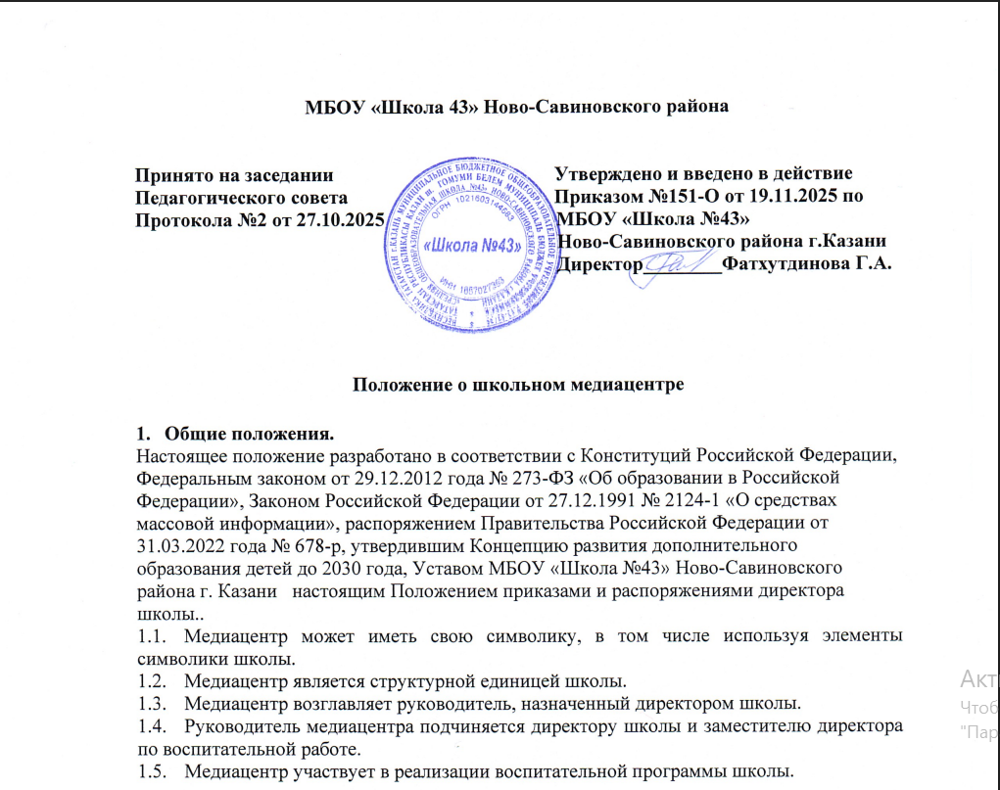 МБОУ «Школа 43» Ново-Савиновского района
Принято на заседании
Педагогического совета
Протокола №2 от 27.10.2025
Утверждено и введено в действие
Приказом №151-О от 19.11.2025 по
МБОУ «Школа №43»
Ново-Савиновского района г.Казани
Директор________Фатхутдинова Г.А.
«Школа №43»
Положение о школьном медиацентре
1. Общие положения.
Настоящее положение разработано в соответствии с Конституций Российской Федерации,
Федеральным законом от 29.12.2012 года № 273-ФЗ «Об образовании в Российской
Федерации», Законом Российской Федерации от 27.12.1991 № 2124-1 «О средствах
массовой информации», распоряжением Правительства Российской Федерации от
31.03.2022 года № 678-р, утвердившим Концепцию развития дополнительного
образования детей до 2030 года, Уставом МБОУ «Школа №43» Ново-Савиновского
района г. Казани настоящим Положением приказами и распоряжениями директора
школы..
1.1. Медиацентр может иметь свою символику, в том числе используя элементы
символики школы.
1.2. Медиацентр является структурной единицей школы.
1.3. Медиацентр возглавляет руководитель, назначенный директором школы.
1.4. Руководитель медиацентра подчиняется директору школы и заместителю директора
по воспитательной работе.
1.5. Медиацентр участвует в реализации воспитательной программы школы.
Акт
Чтоб
"Пар